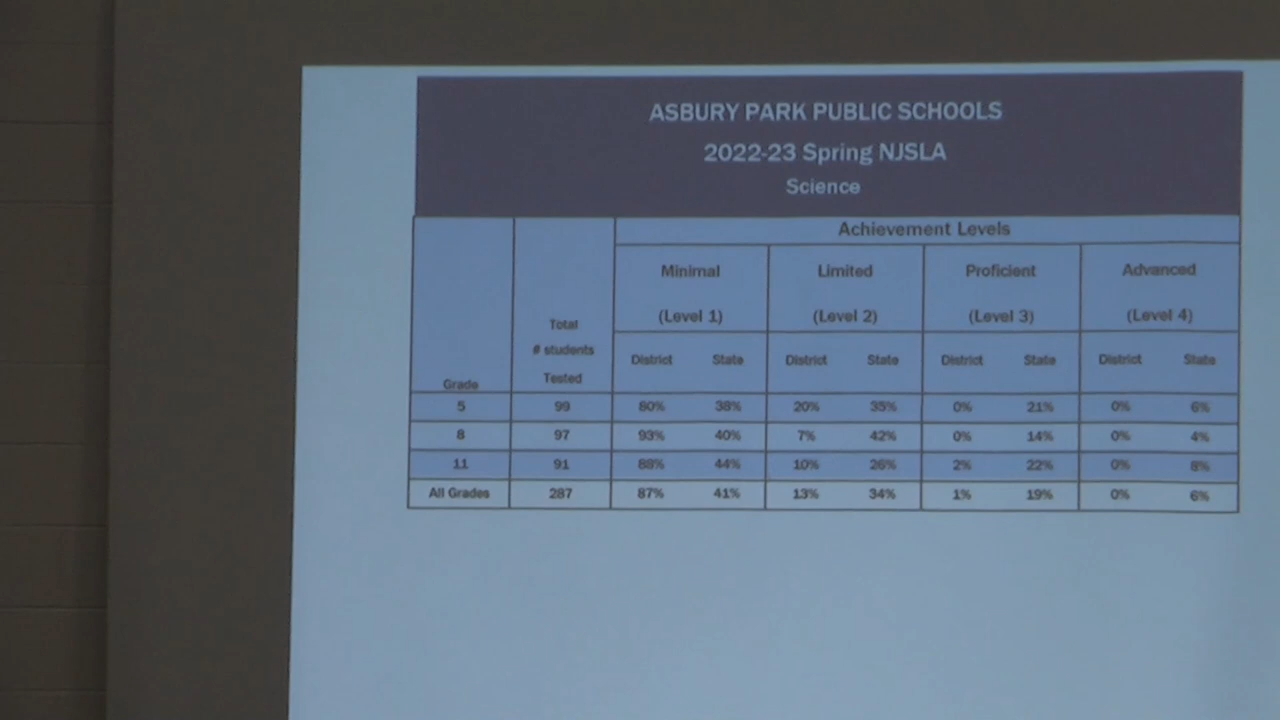 ASBURY PARK PUBLIC SCHOOLS
2022-23 Spring NJSLA
Science
Achievement Levels
Minimal Limited Proficient Advanced
(Level 1) (Level 2) (Level 3) (Level 4)
Total
# students
Tested
District State District State District State District State
Grade
5 99 80% 38% 20% 35% 0% 21% 0% 6%
8 97 93% 40% 7% 42% 0% 14% 0% 4%
11 91 88% 44% 10% 26% 2% 22% 0% 8%
All Grades 287 87% 41% 13% 34% 1% 19% 0% 6%